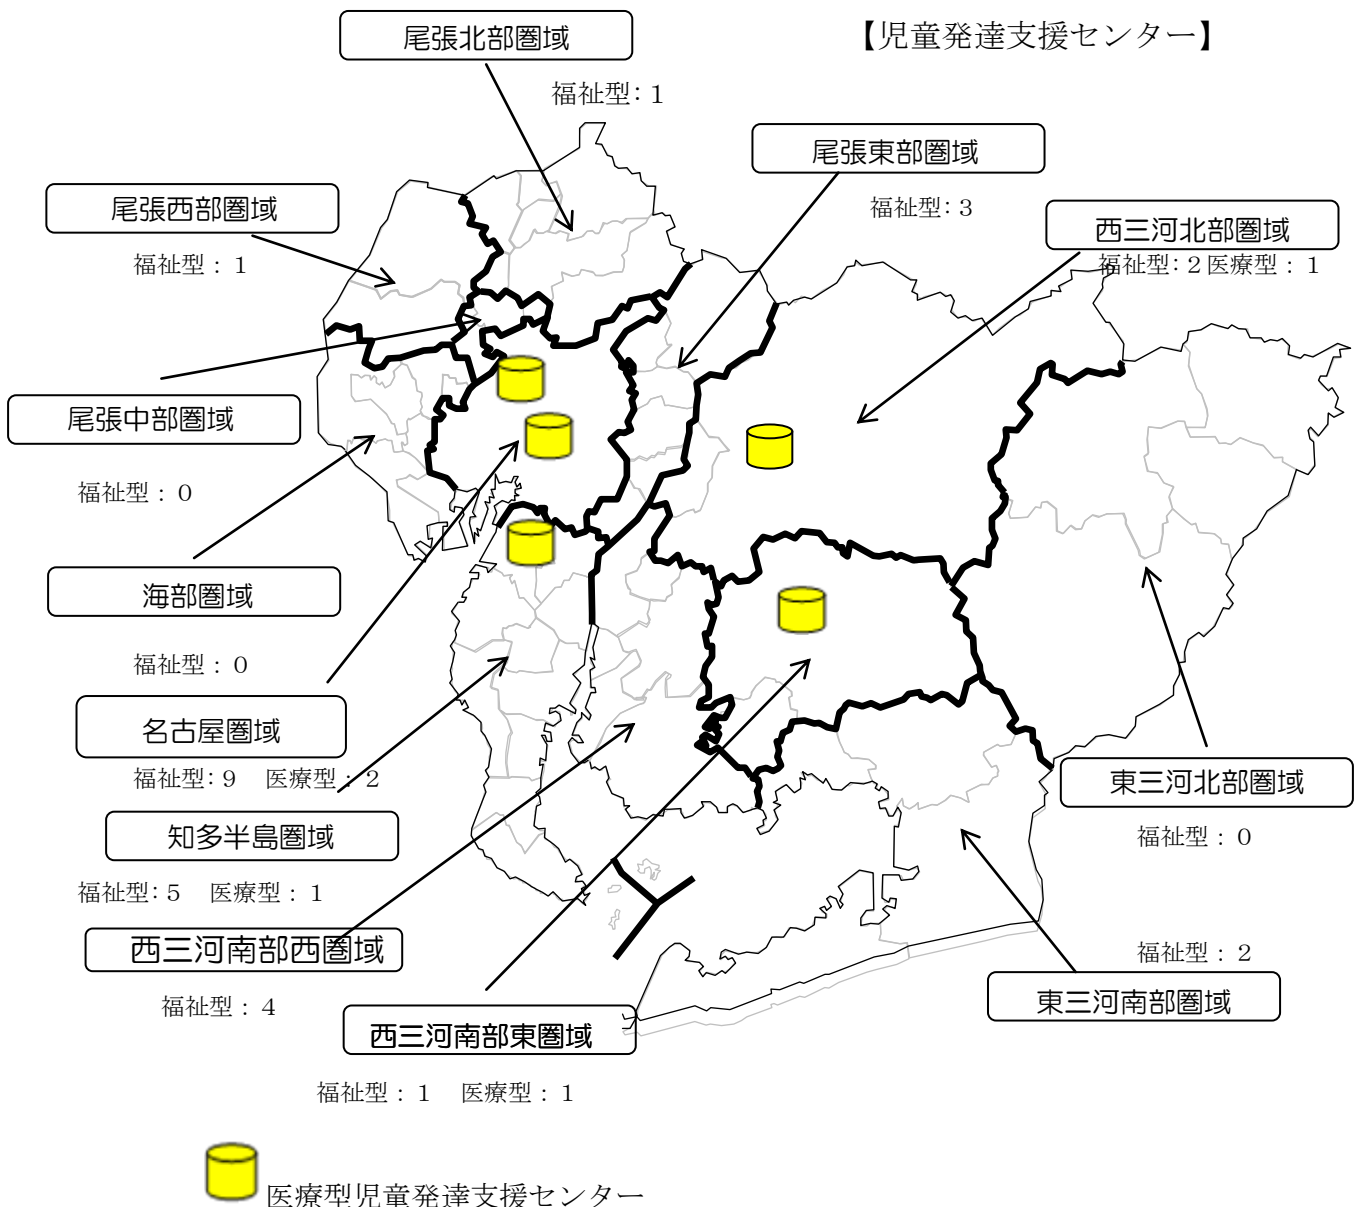 【児童発達支援センター】
尾張北部圏域
福祉型：１
尾張東部圏域
福祉型：３
尾張西部圏域
福祉型：１
西三河北部圏域
福祉型：２ 医療型：１
尾張中部圏域
福祉型：０
海部圏域
福祉型：０
名古屋圏域
福祉型：９　医療型：２
知多半島圏域
福祉型：５　医療型：１
西三河南部西圏域
福祉型：４
西三河南部東圏域
福祉型：１　医療型：１
東三河北部圏域
福祉型：０
福祉型：２
東三河南部圏域
医療型児童発達支援センター